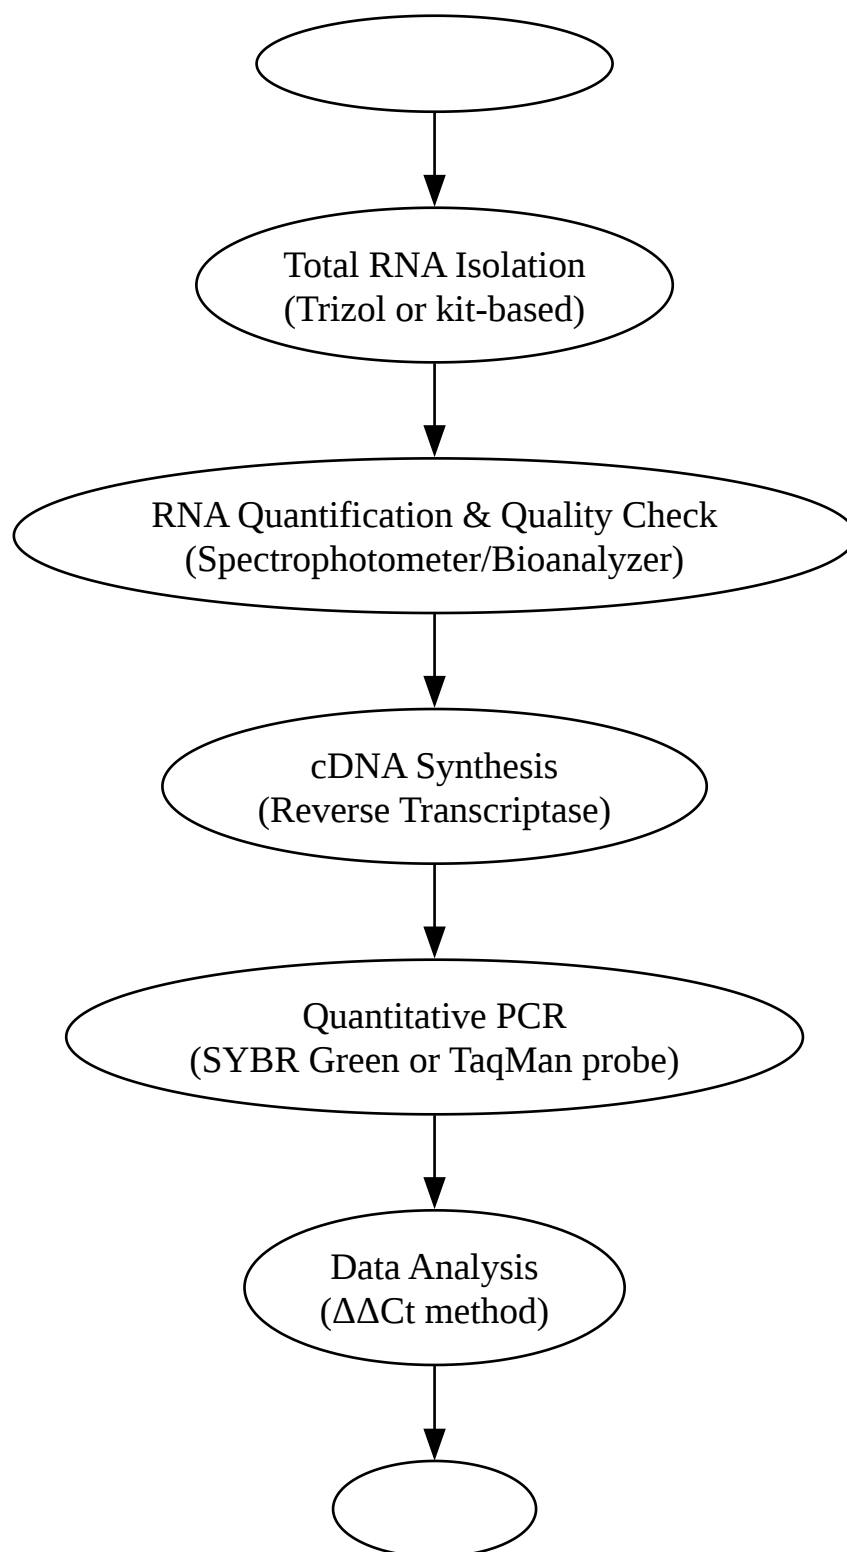 Total RNA Isolation
(Trizol or kit-based)
RNA Quantification & Quality Check
(Spectrophotometer/Bioanalyzer)
cDNA Synthesis
(Reverse Transcriptase)
Quantitative PCR
(SYBR Green or TaqMan probe)
Data Analysis
(ΔΔCt method)